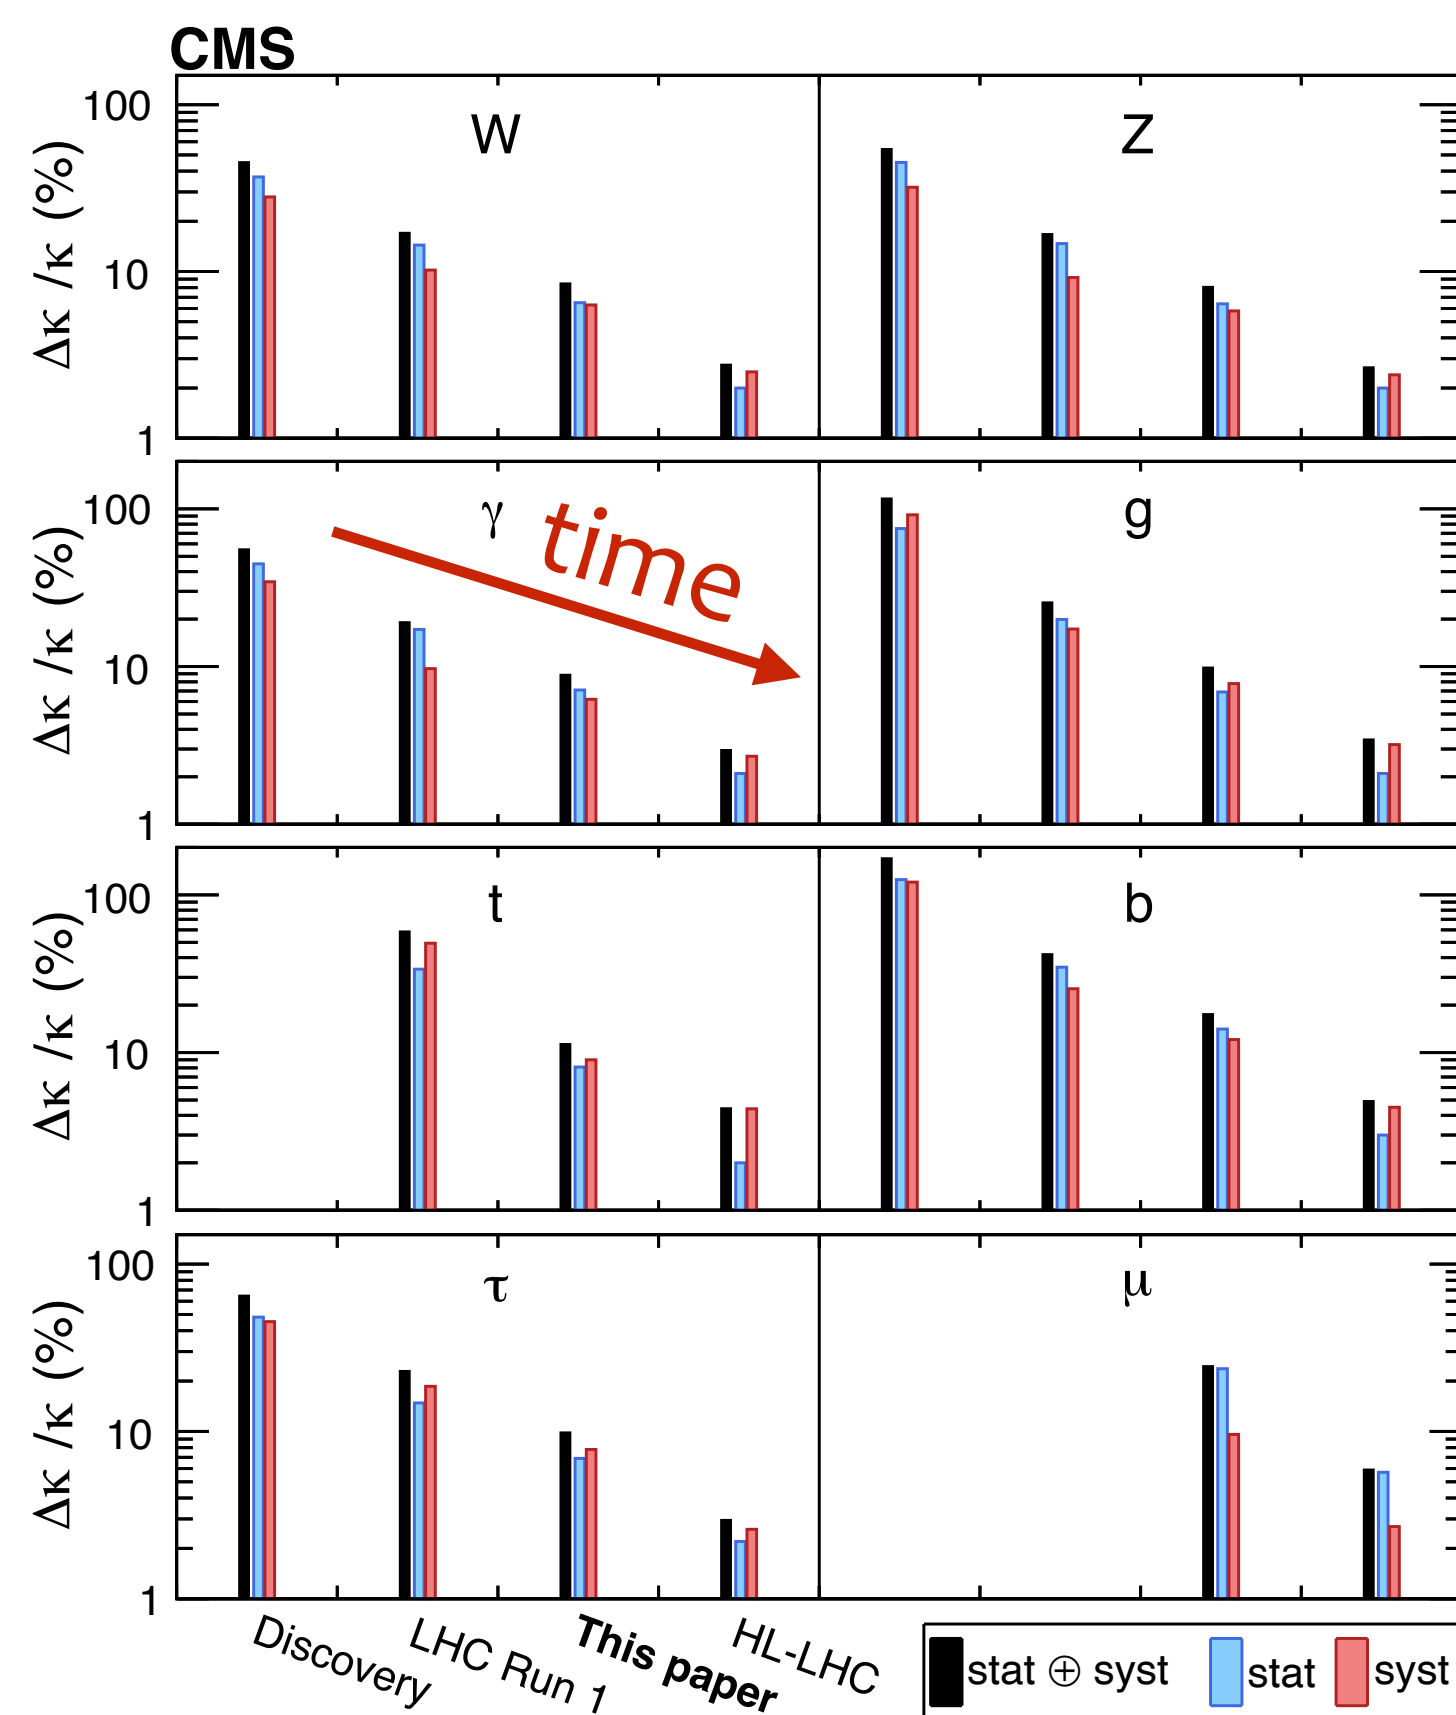 CMS
W
Z
Δκ /κ (%)
100
10
1
γ
time
g
Δκ /κ (%)
100
10
1
t
b
Δκ /κ (%)
100
10
1
τ
μ
Δκ /κ (%)
100
10
1
Discovery
LHC Run 1
This paper
HL-LHC
stat ⊕ syst
stat
syst